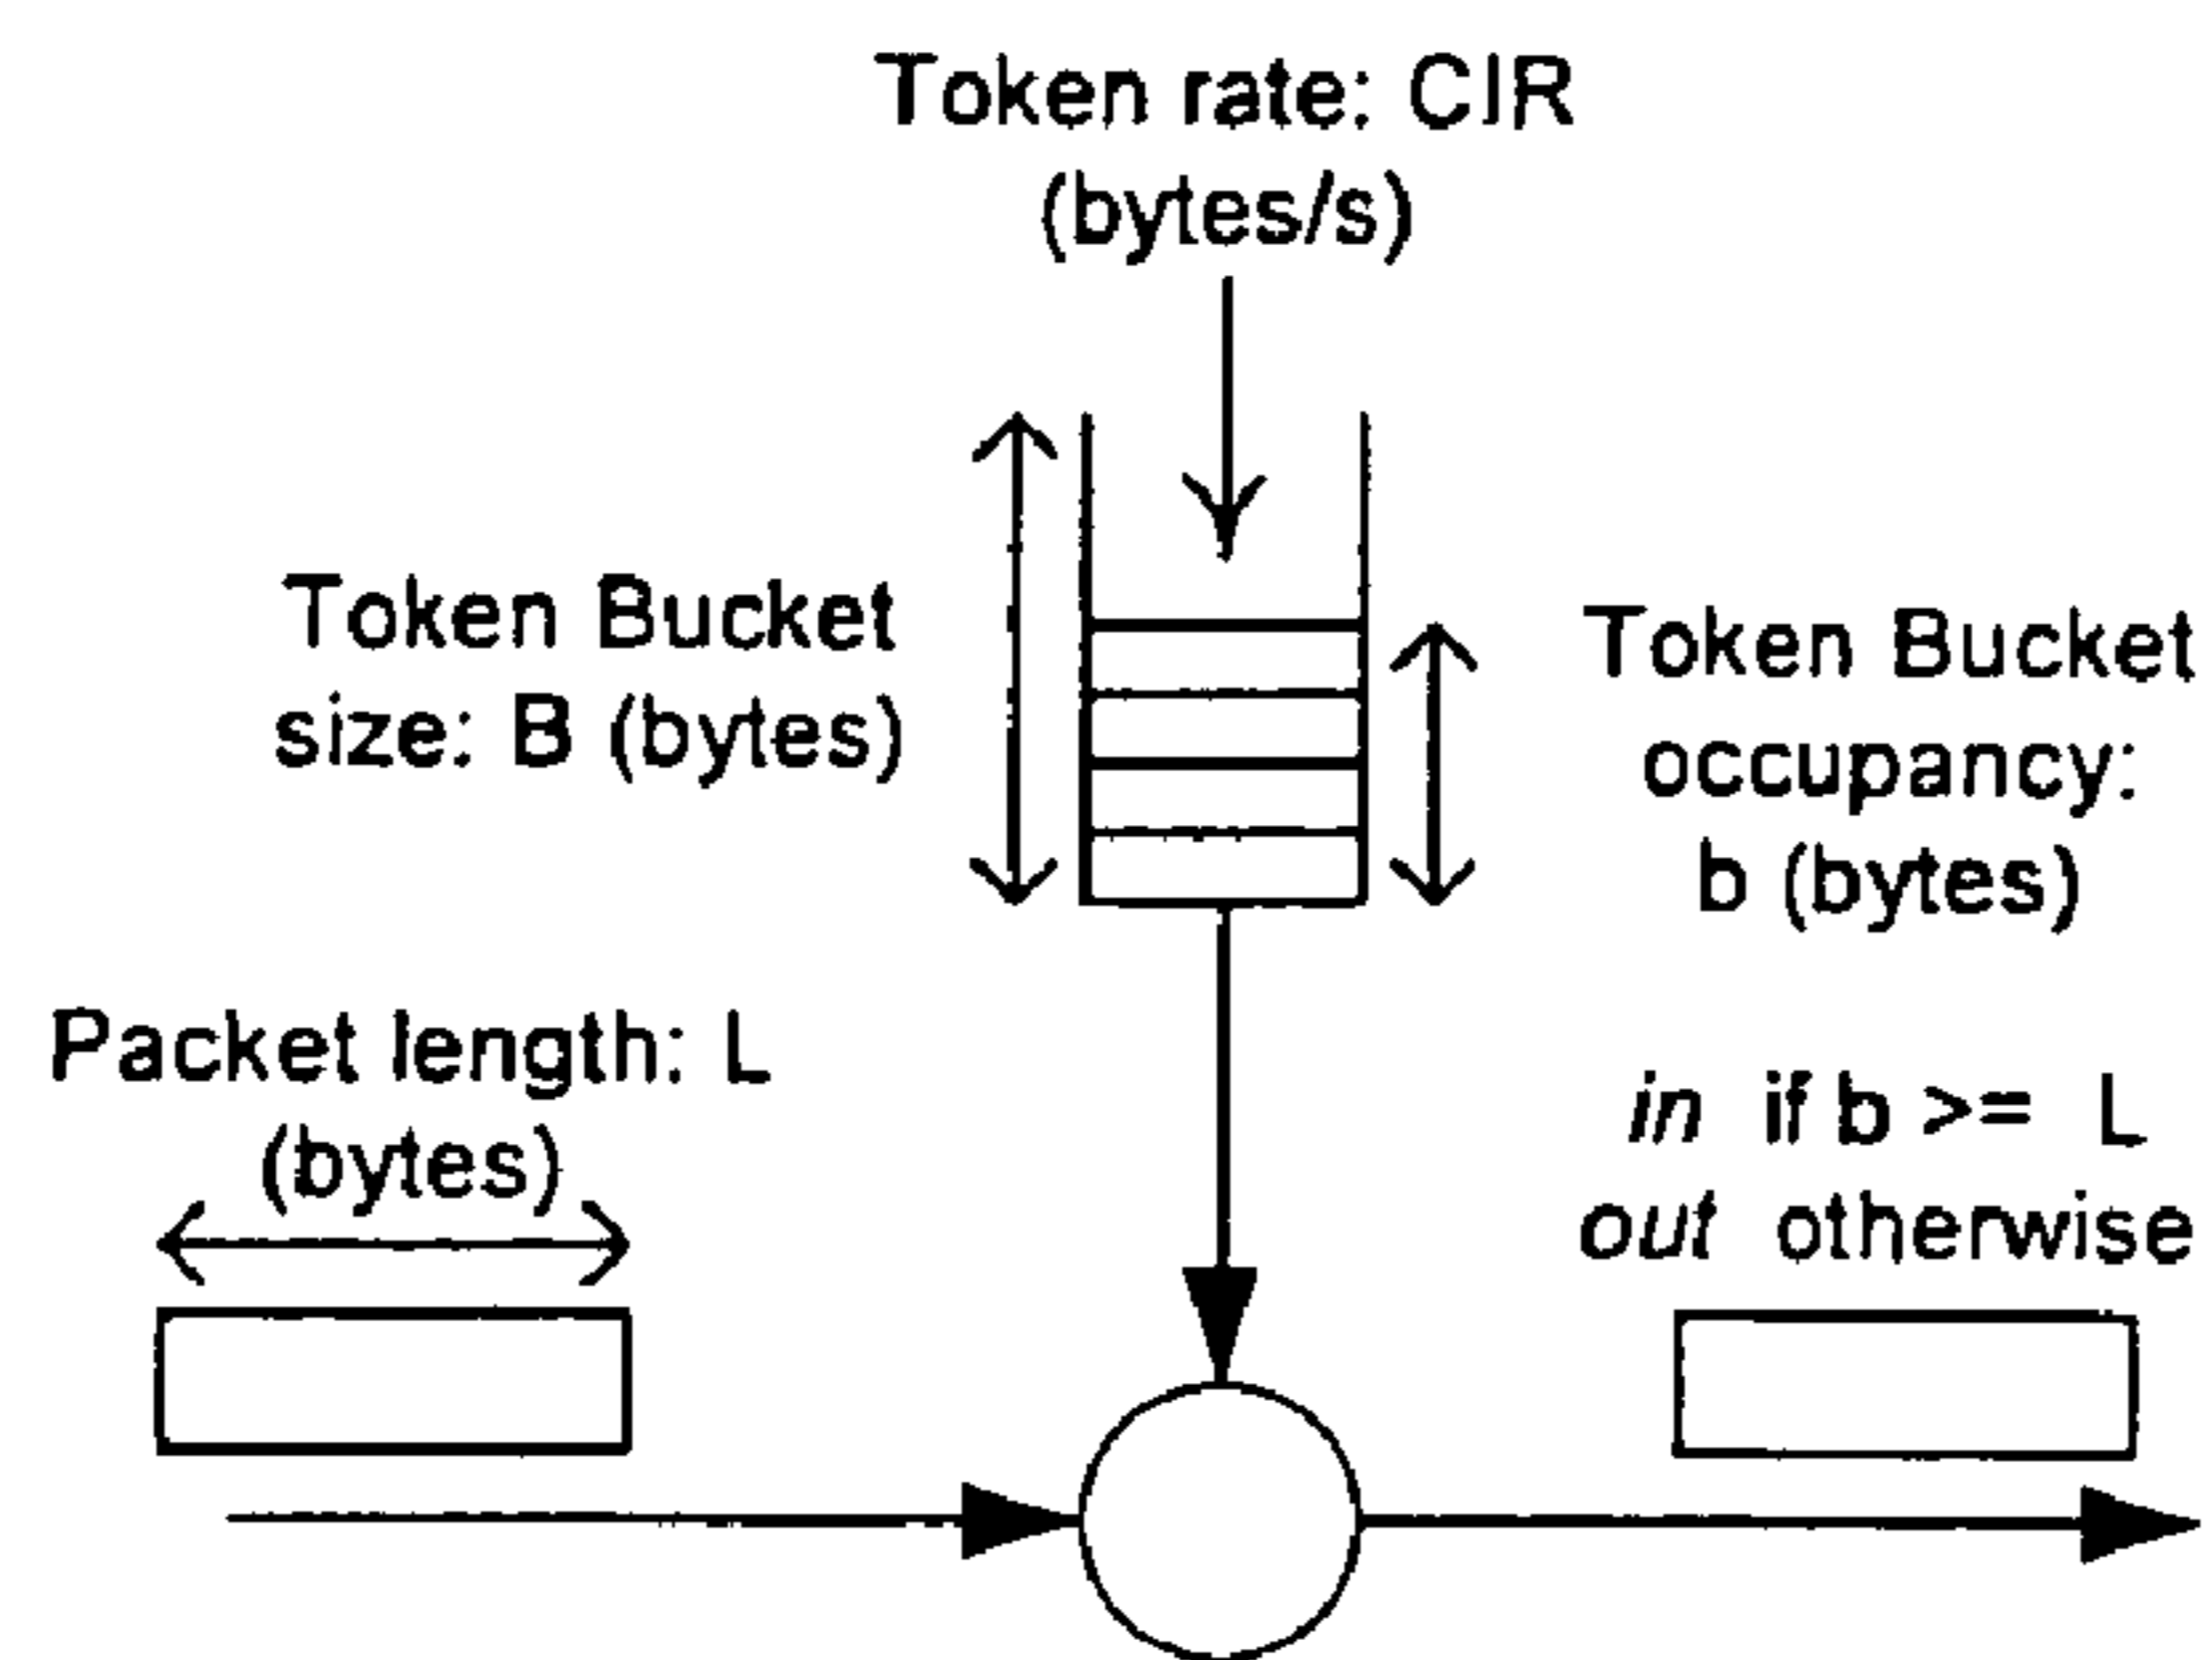 Token rate: CIR
(bytes/s)
Token Bucket
size: B (bytes)
Token Bucket
occupancy:
b (bytes)
Packet length: L
(bytes)
in if b >= L
out otherwise